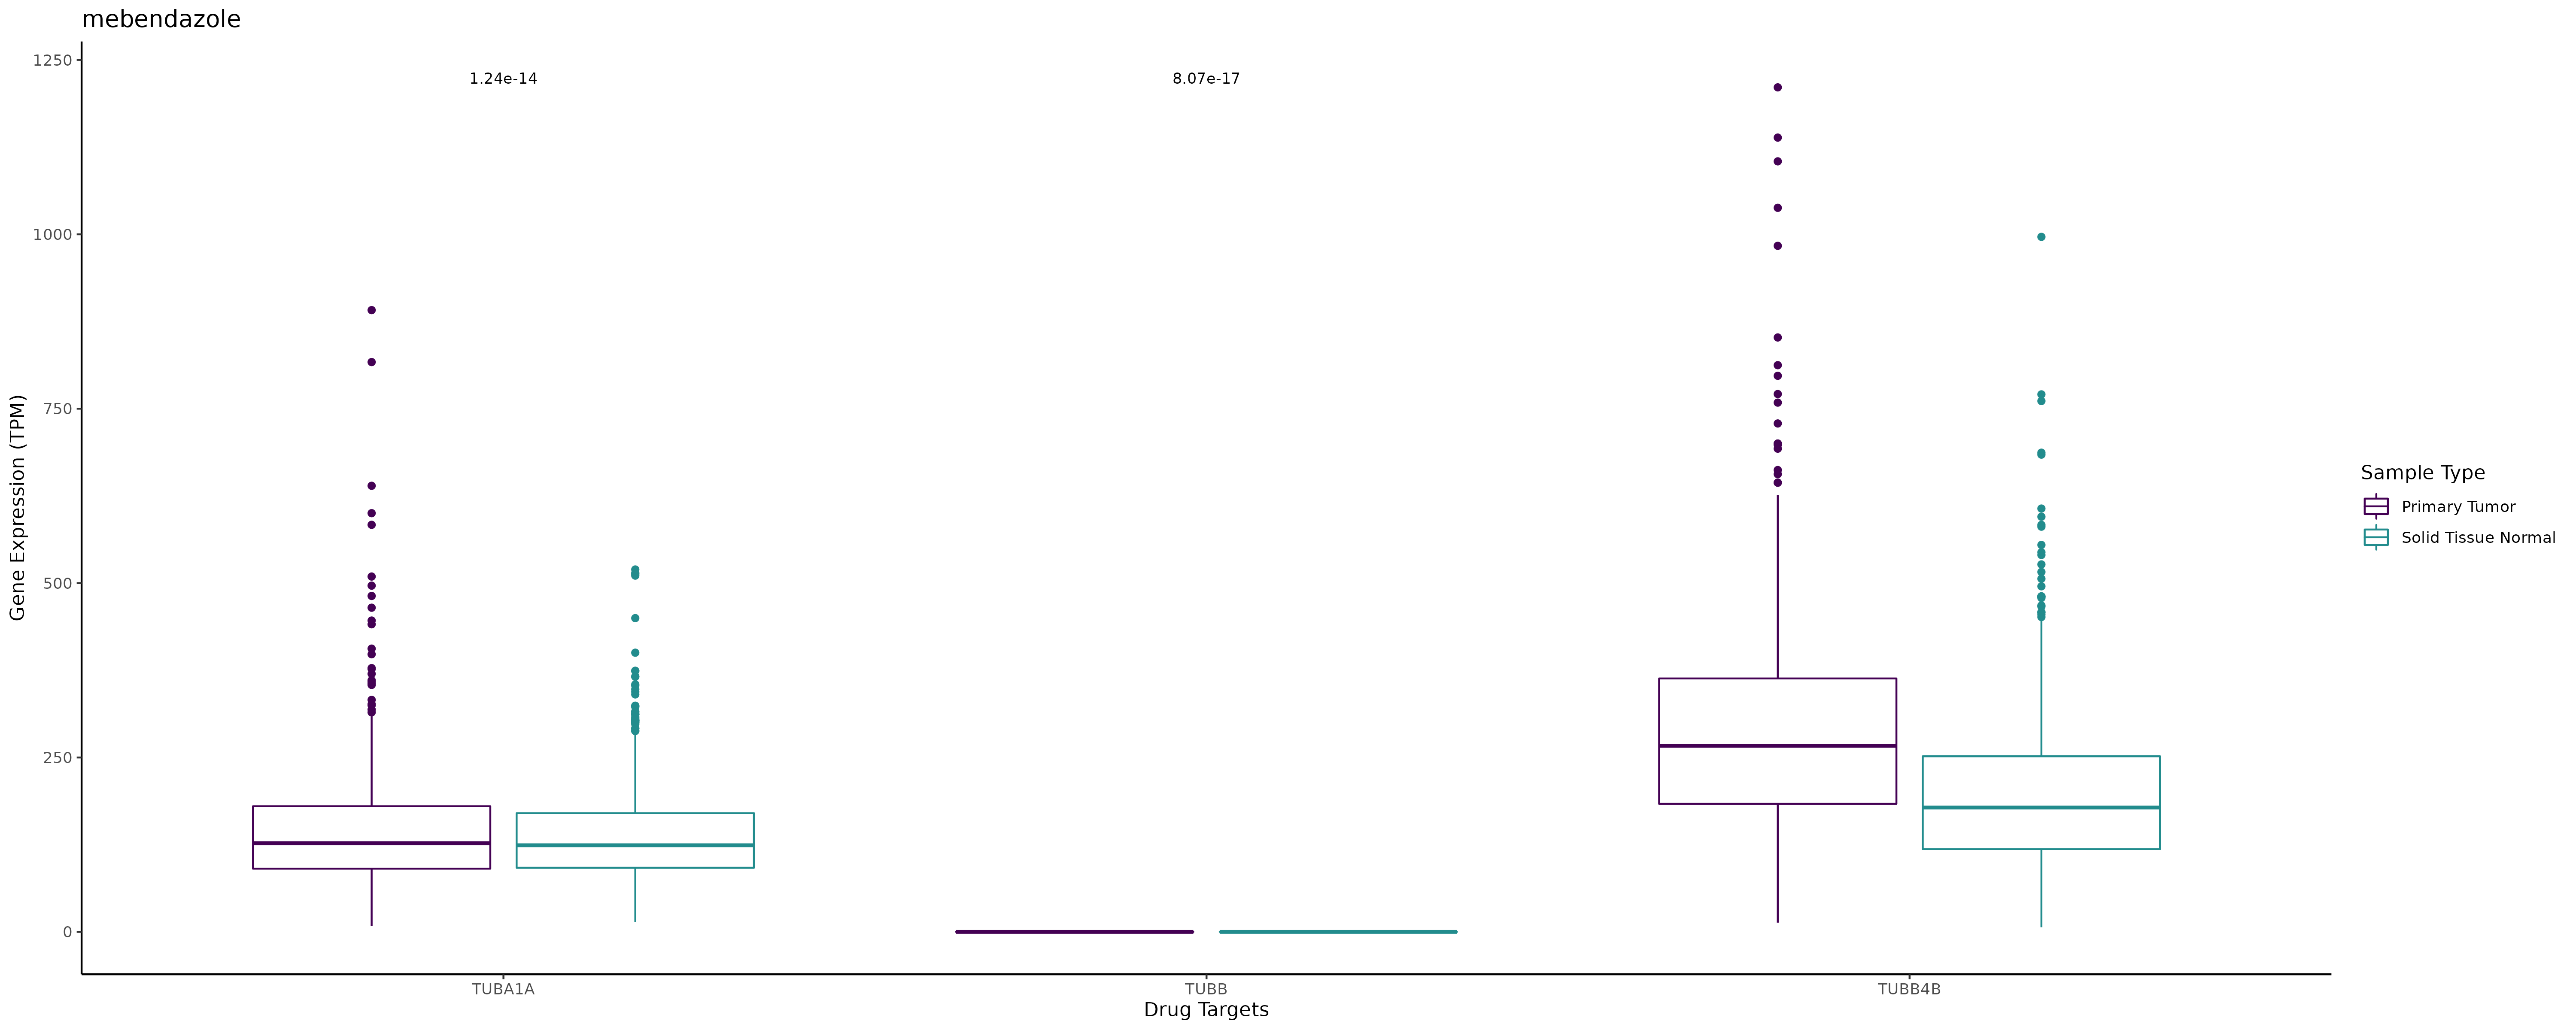 mebendazole
1250
1000
750
500
250
0
Gene Expression (TPM)
1.24e-14
8.07e-17
TUBA1A
TUBB
TUBB4B
Drug Targets
Sample Type
Primary Tumor
Solid Tissue Normal